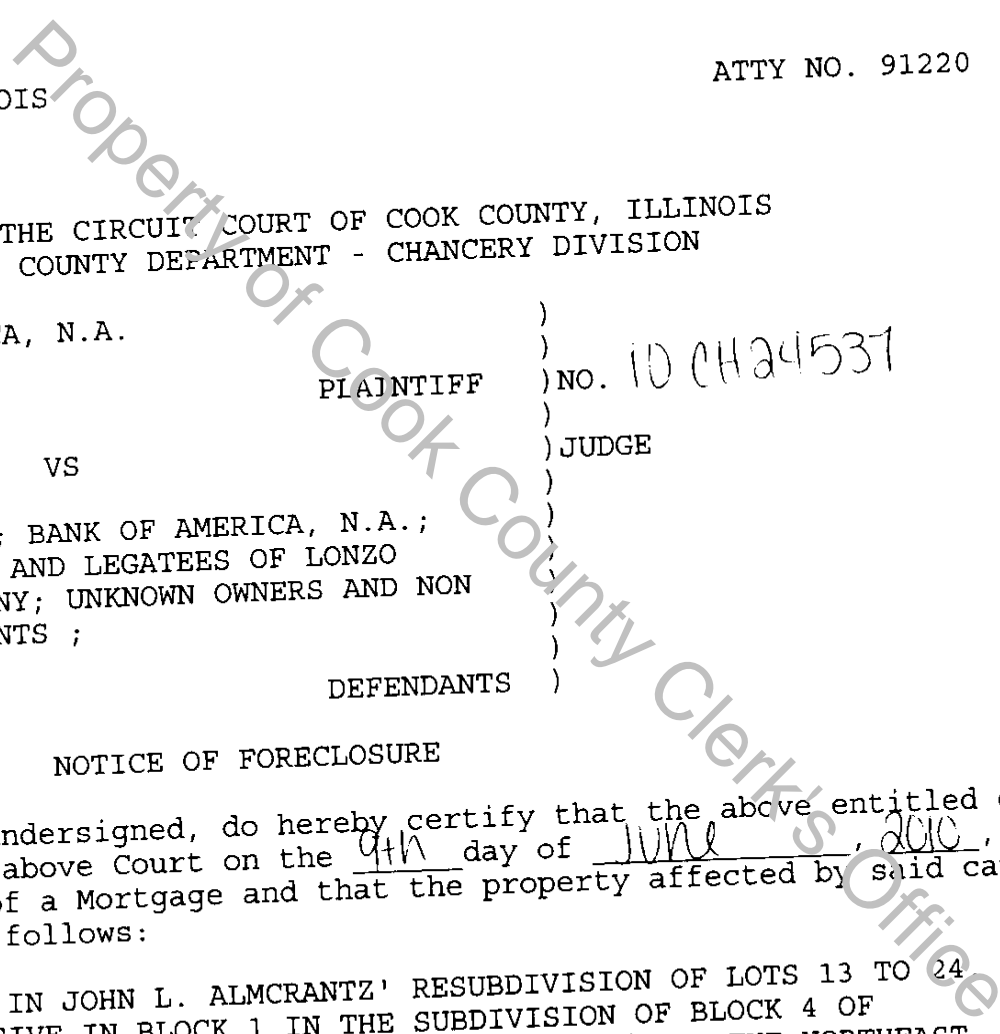 ATTY NO. 91220
OIS
THE CIRCUIT COURT OF COOK COUNTY, ILLINOIS
COUNTY DEPARTMENT - CHANCERY DIVISION
A, N.A.
PLAINTIFF ) NO. 10 CH24537
VS ) JUDGE
; BANK OF AMERICA, N.A.;
AND LEGATEES OF LONZO
NY; UNKNOWN OWNERS AND NON
NTS ;
DEFENDANTS )
NOTICE OF FORECLOSURE
ndersigned, do hereby certify that the above entitled
above Court on the 9th day of June, 2010,
of a Mortgage and that the property affected by said ca
follows:
IN JOHN L. ALMCRANTZ' RESUBDIVISION OF LOTS 13 TO 24
IN BLOCK 1 IN THE SUBDIVISION OF BLOCK 4 OF
THE NORTHEAST
Property of Cook County Clerk's Office